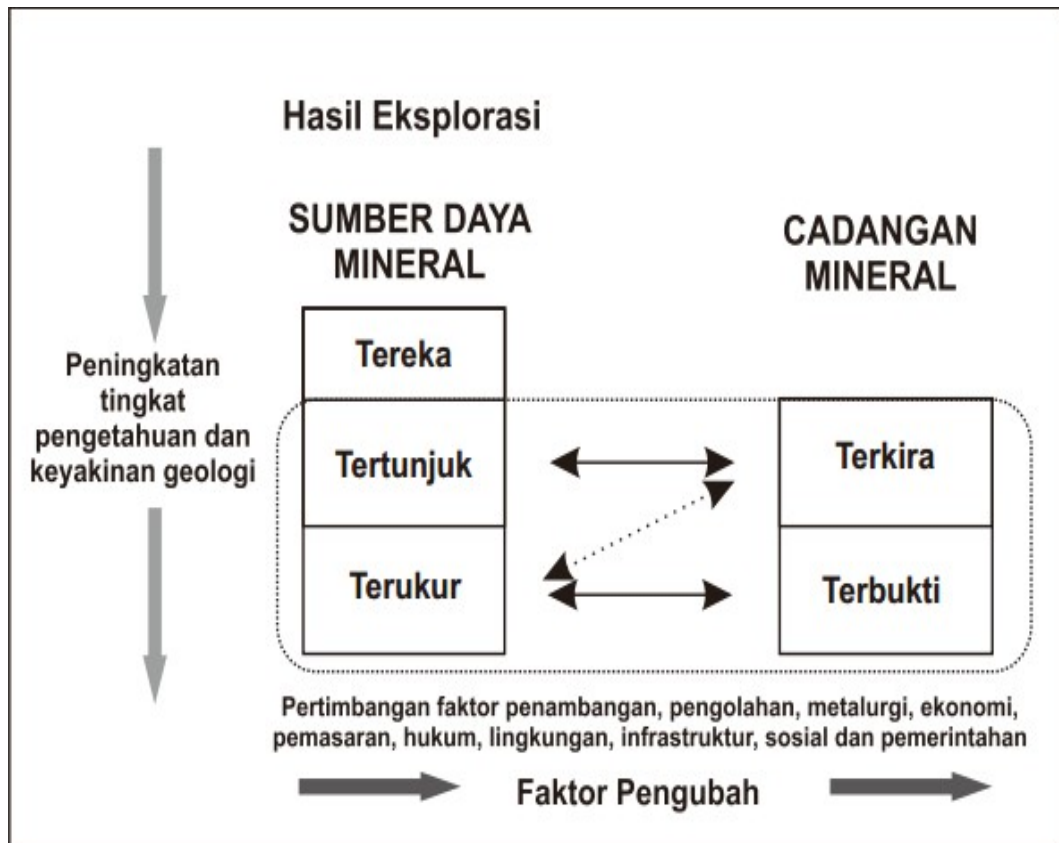 Hasil Eksplorasi
SUMBER DAYA
MINERAL
CADANGAN
MINERAL
Tereka
Peningkatan
tingkat
pengetahuan dan
keyakinan geologi
Tertunjuk
Terkira
Terukur
Terbukti
Pertimbangan faktor penambangan, pengolahan, metalurgi, ekonomi,
pemasaran, hukum, lingkungan, infrastruktur, sosial dan pemerintahan
Faktor Pengubah